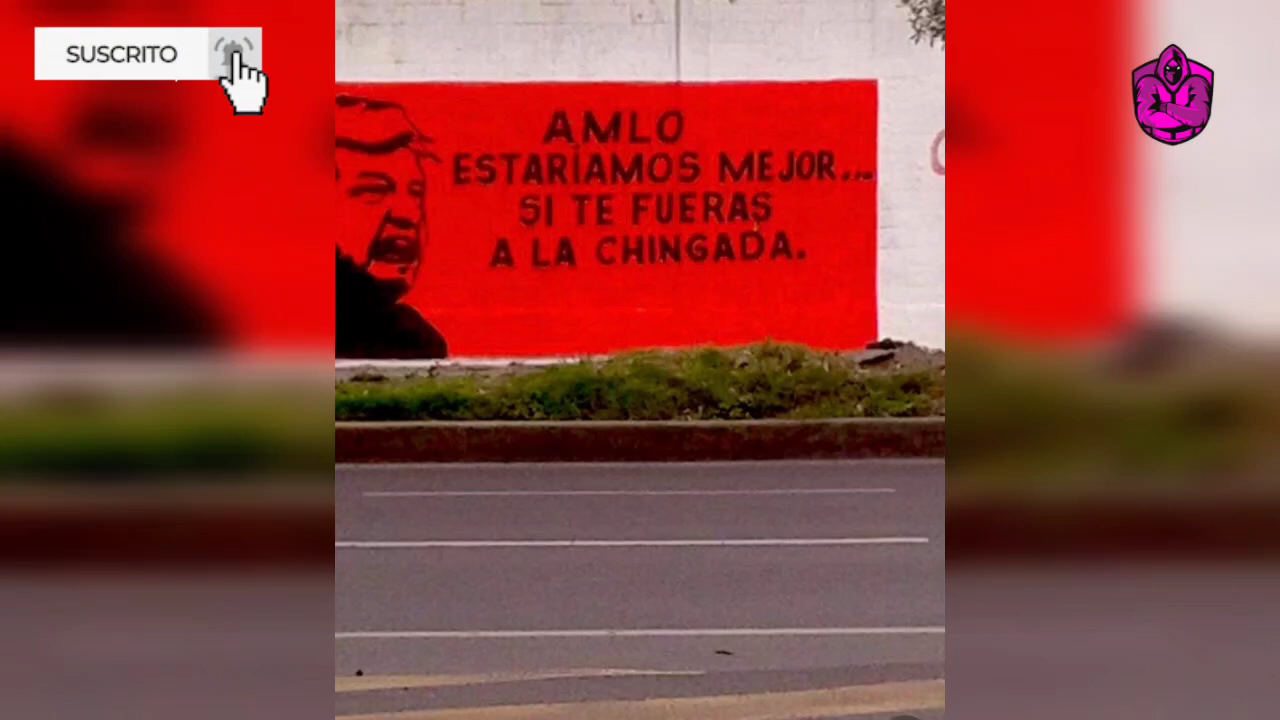 SUSCRITO
AMLO
ESTARÍAMOS MEJOR...
SI TE FUERAS
A LA CHINGADA.